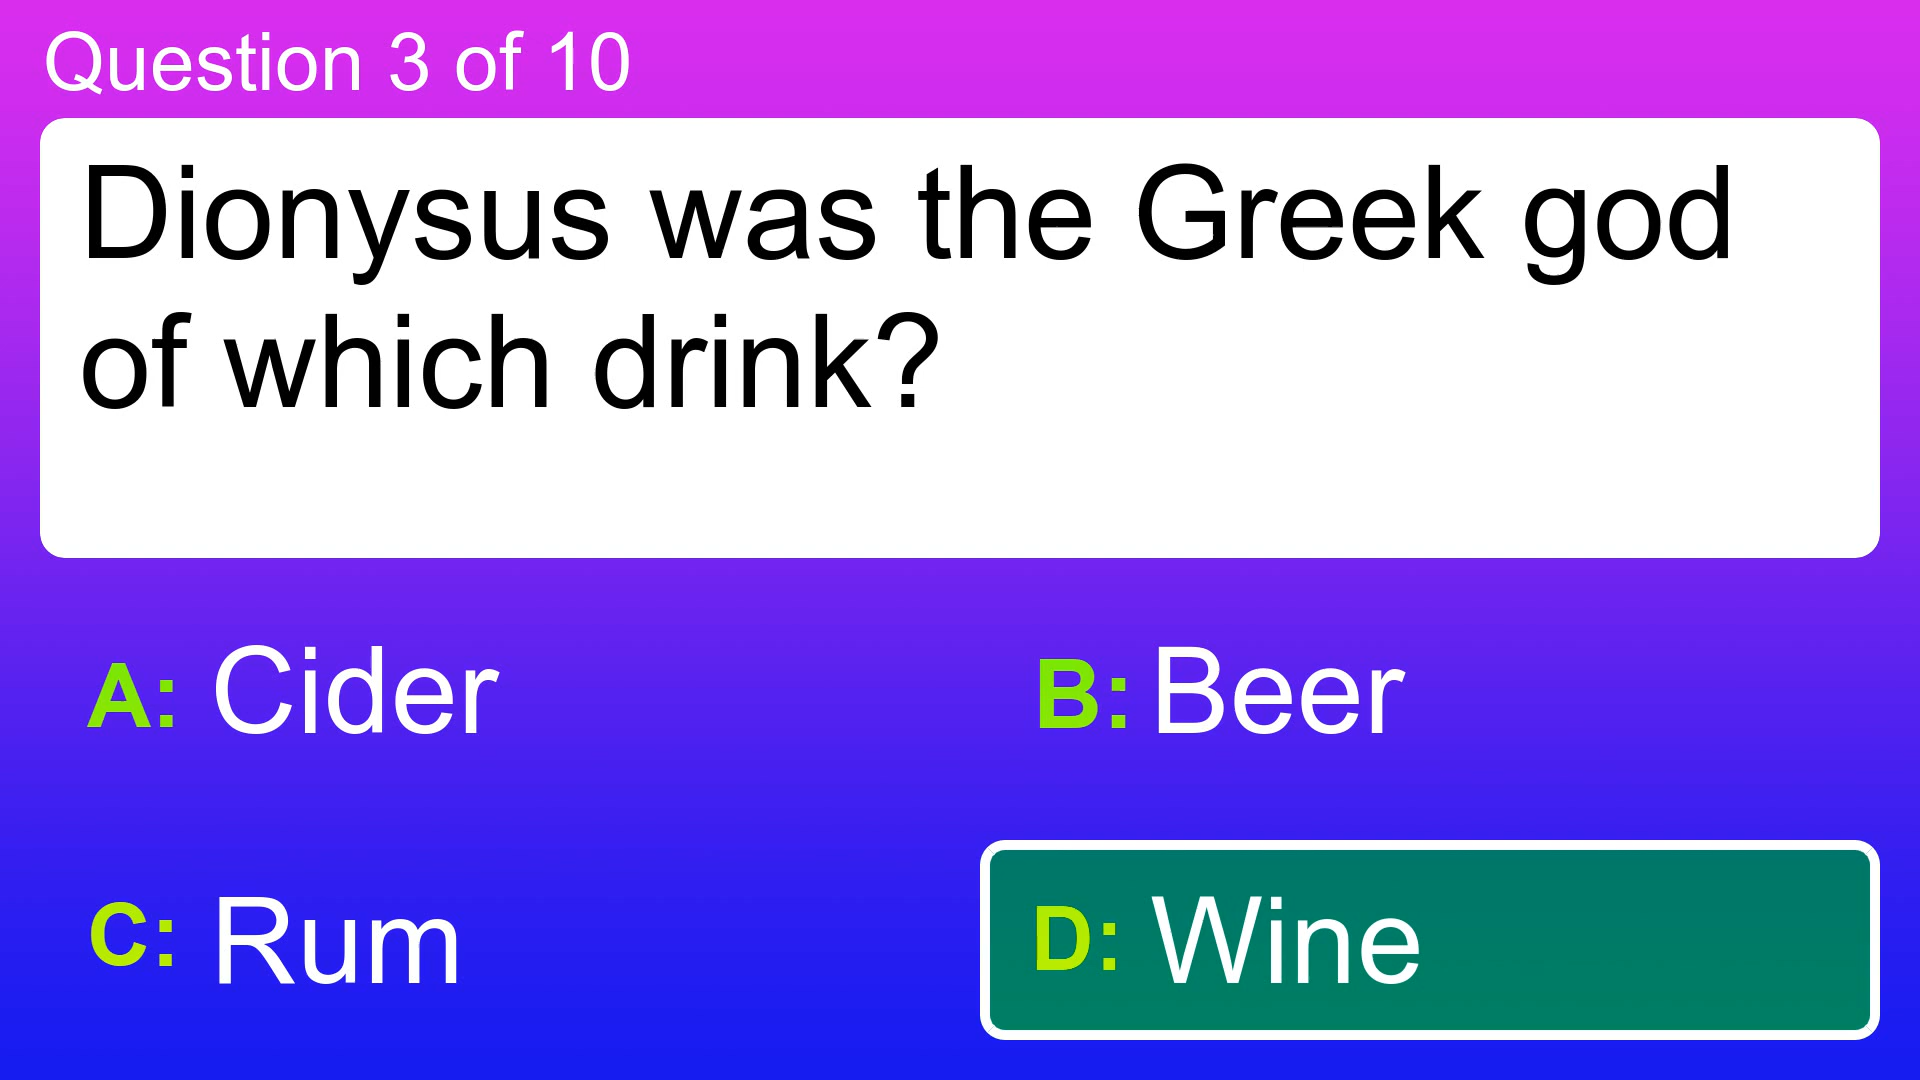 Question 3 of 10
Dionysus was the Greek god
of which drink?
A: Cider
B: Beer
C: Rum
D: Wine